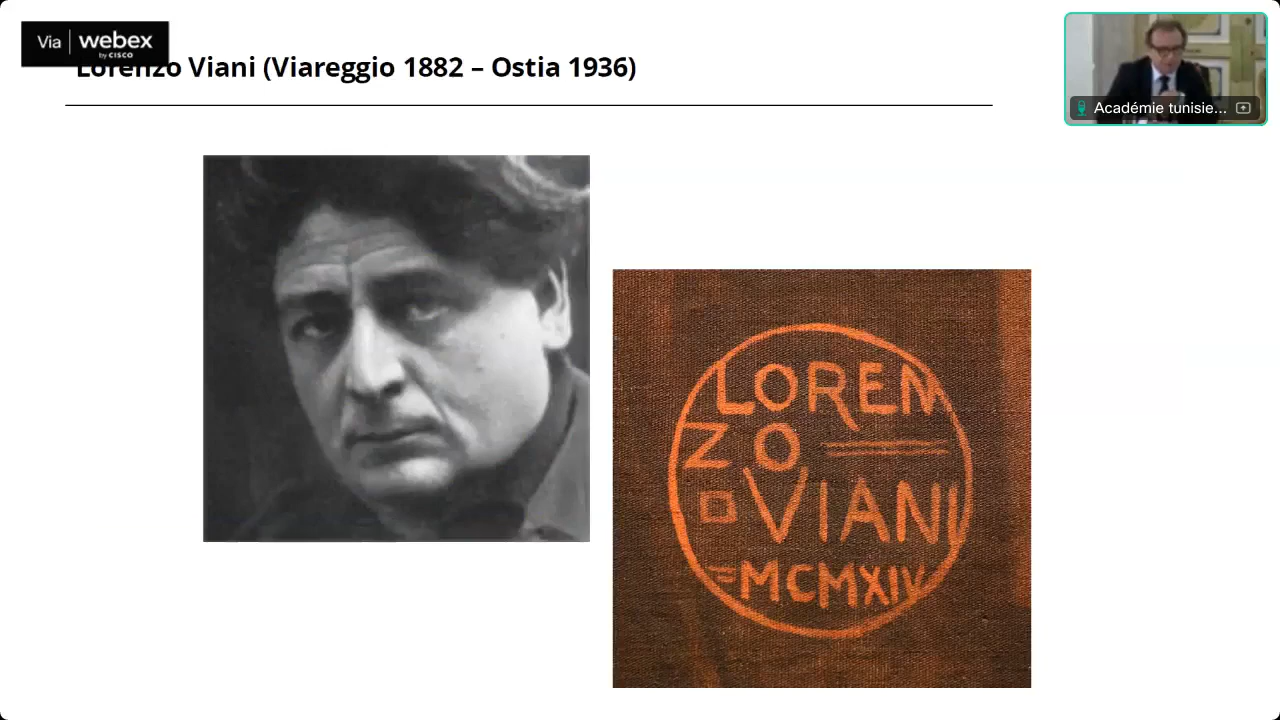 Via webex
by CISCO
Lorenzo Viani (Viareggio 1882 – Ostia 1936)
Académie tunisie...
LOREN
ZO
VIANI
MCMXIV